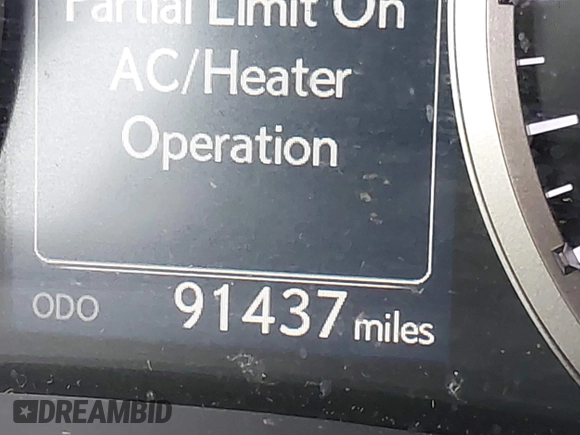 Partial Limit On
AC/Heater
Operation
ODO 91437 miles
DREAMBID